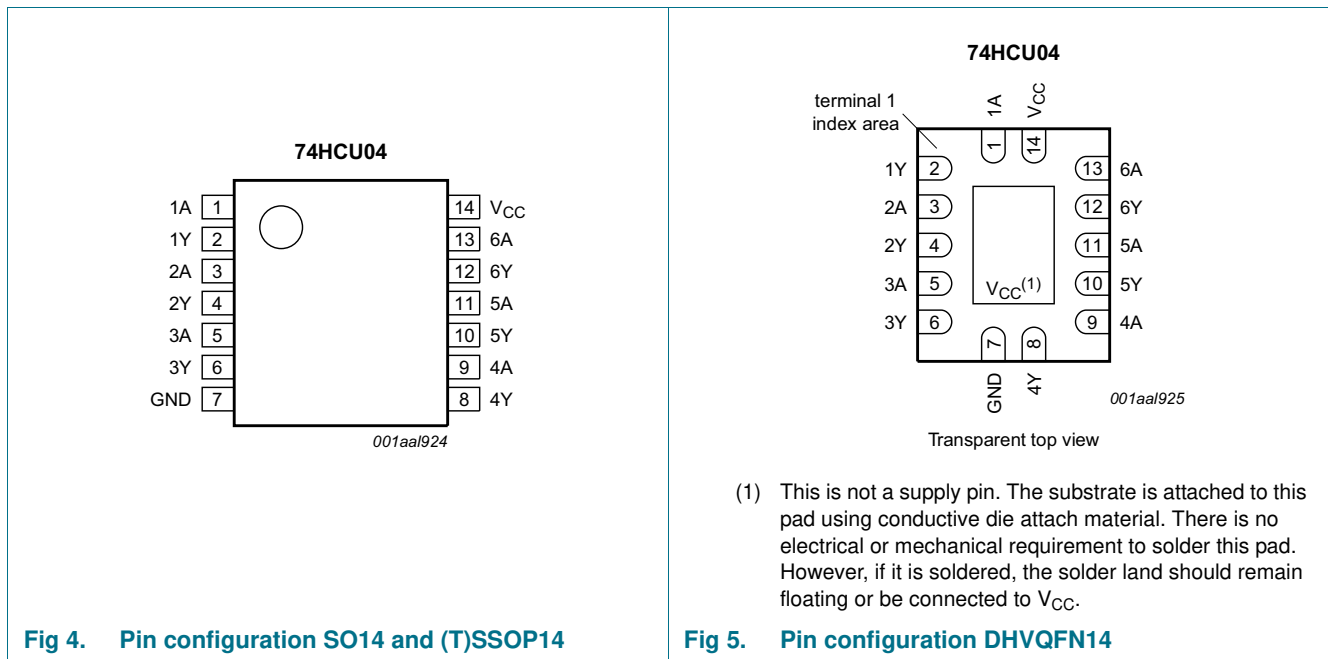 74HCU04
1A 1 14 VCC
1Y 2 13 6A
2A 3 12 6Y
2Y 4 11 5A
3A 5 10 5Y
3Y 6 9 4A
GND 7 8 4Y
001aal924
Fig 4. Pin configuration SO14 and (T)SSOP14
74HCU04
terminal 1
index area
1A VCC
1 14
1Y 2 13 6A
2A 3 12 6Y
2Y 4 11 5A
3A 5 VCC(1) 10 5Y
3Y 6 9 4A
7 8
GND 4Y
001aal925
Transparent top view
(1) This is not a supply pin. The substrate is attached to this
pad using conductive die attach material. There is no
electrical or mechanical requirement to solder this pad.
However, if it is soldered, the solder land should remain
floating or be connected to VCC.
Fig 5. Pin configuration DHVQFN14